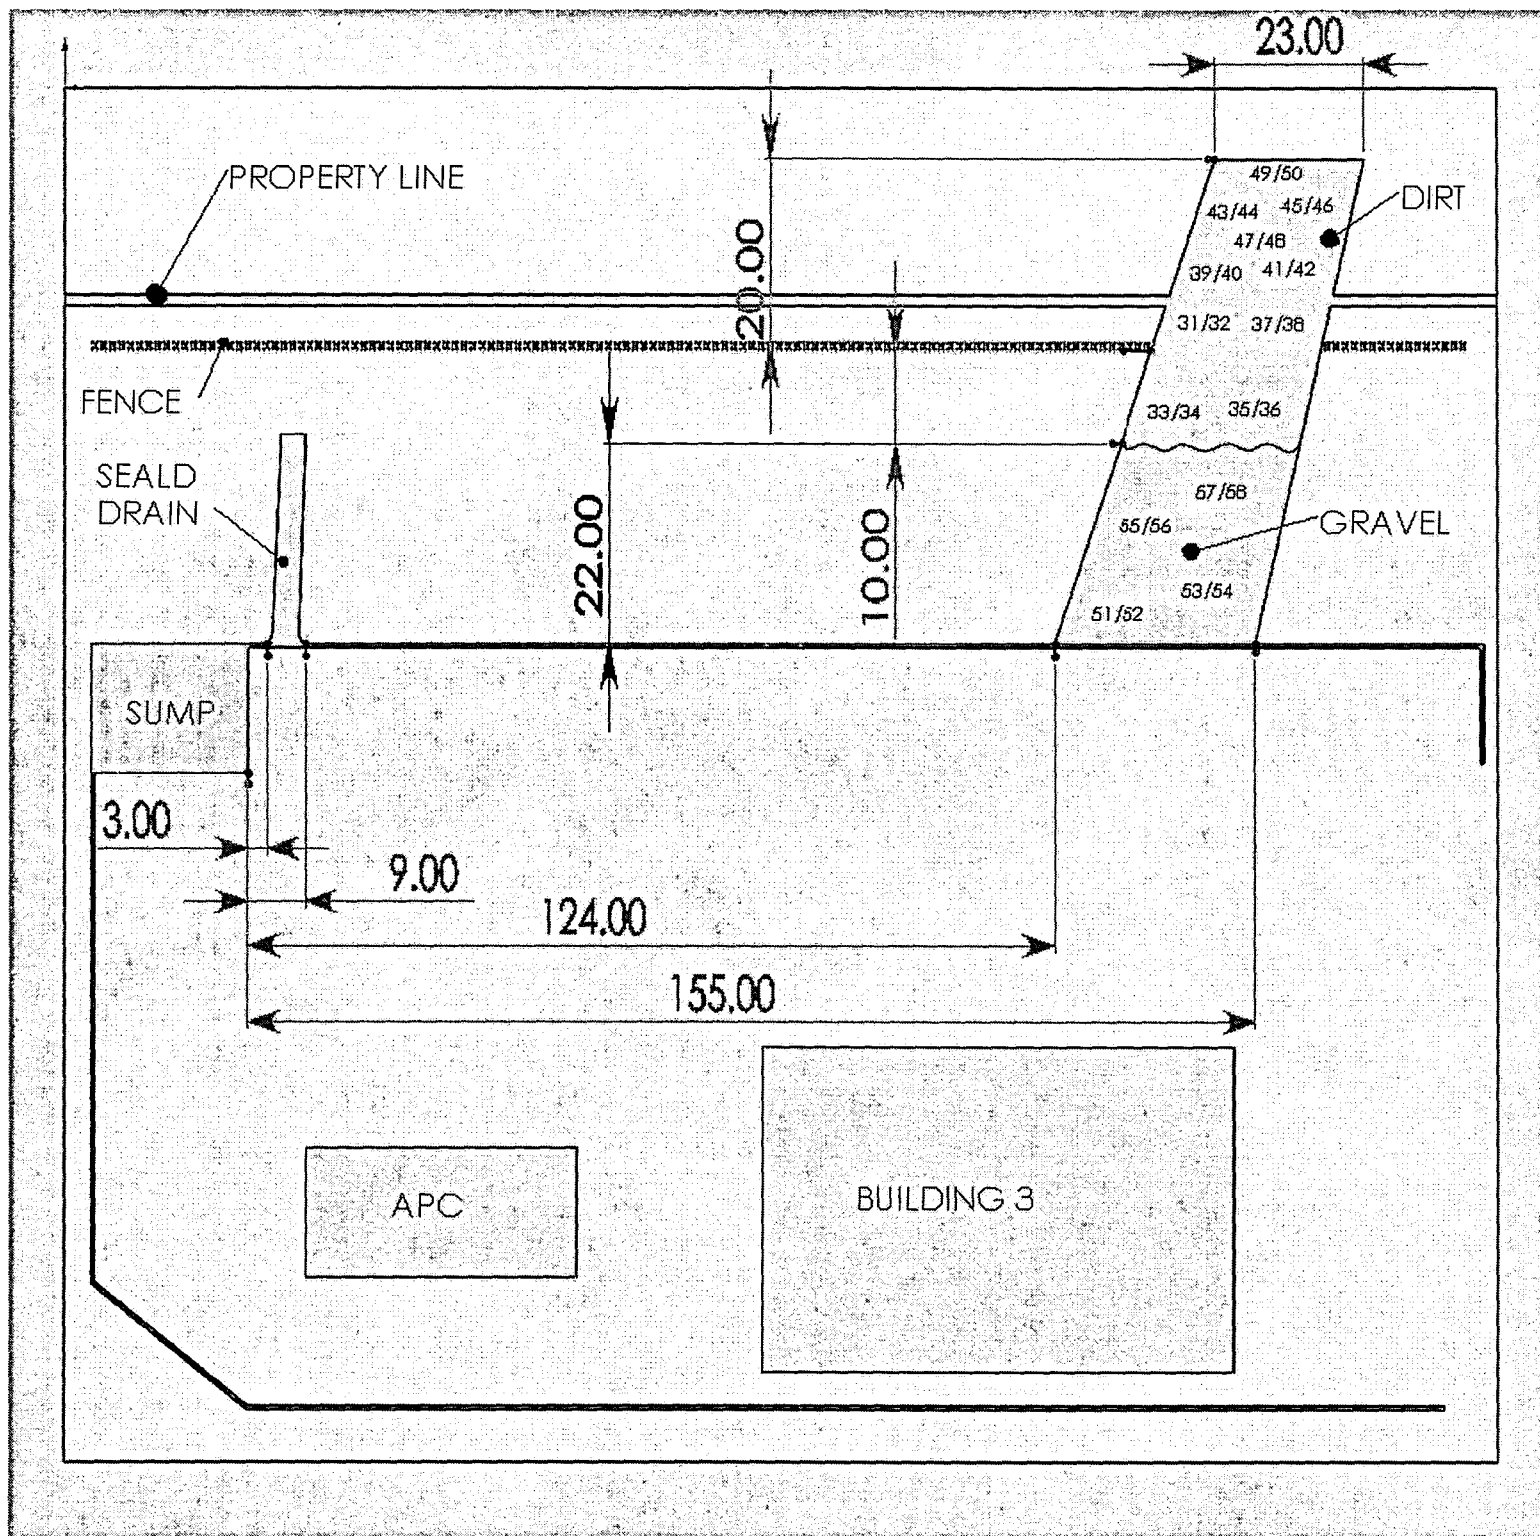 23.00
PROPERTY LINE
49/50
DIRT
43/44
45/46
47/48
20.00
39/40
41/42
31/32
37/38
FENCE
33/34
35/36
SEALD
DRAIN
57/58
22.00
10.00
55/56
GRAVEL
53/54
51/52
SUMP
3.00
9.00
124.00
155.00
APC
BUILDING 3